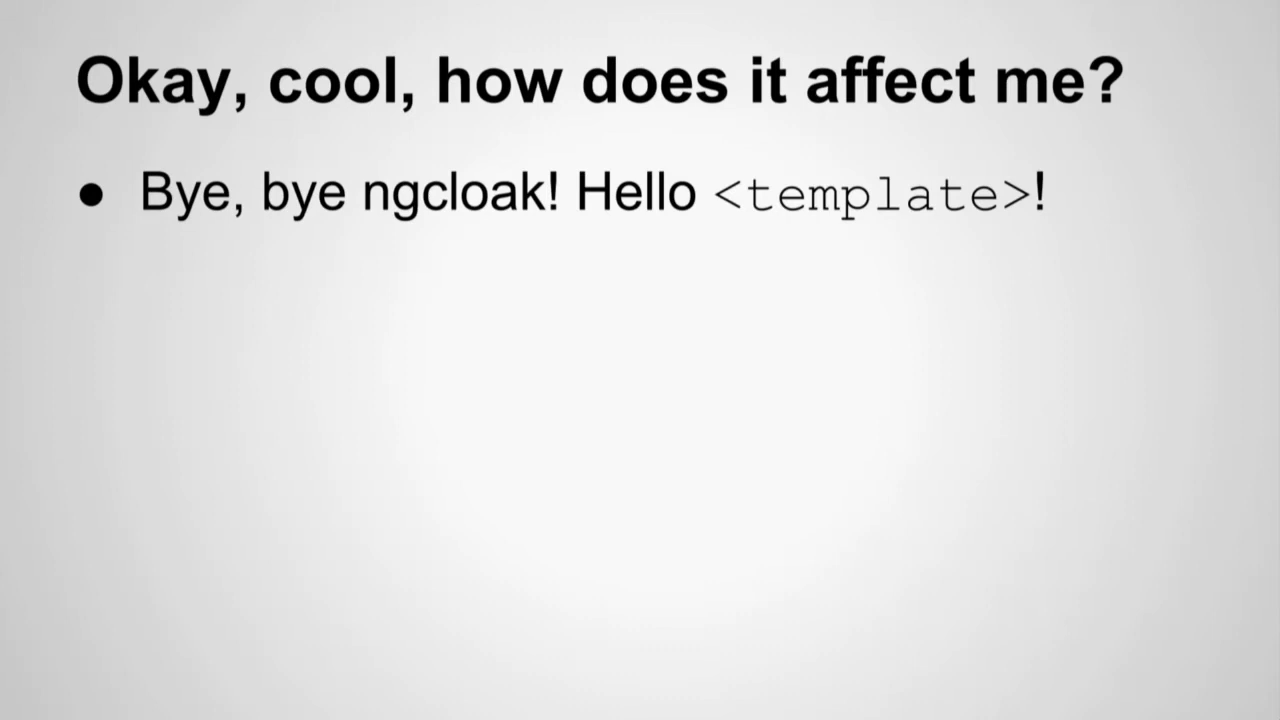 Okay, cool, how does it affect me?
● Bye, bye ngcloak! Hello <template>!